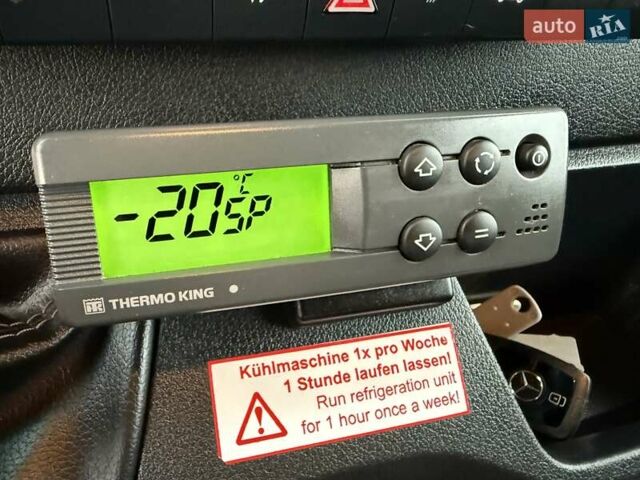 auto RIA
-20 °C SP
THERMO KING
Kühlmaschine 1x pro Woche
1 Stunde laufen lassen!
Run refrigeration unit
for 1 hour once a week!